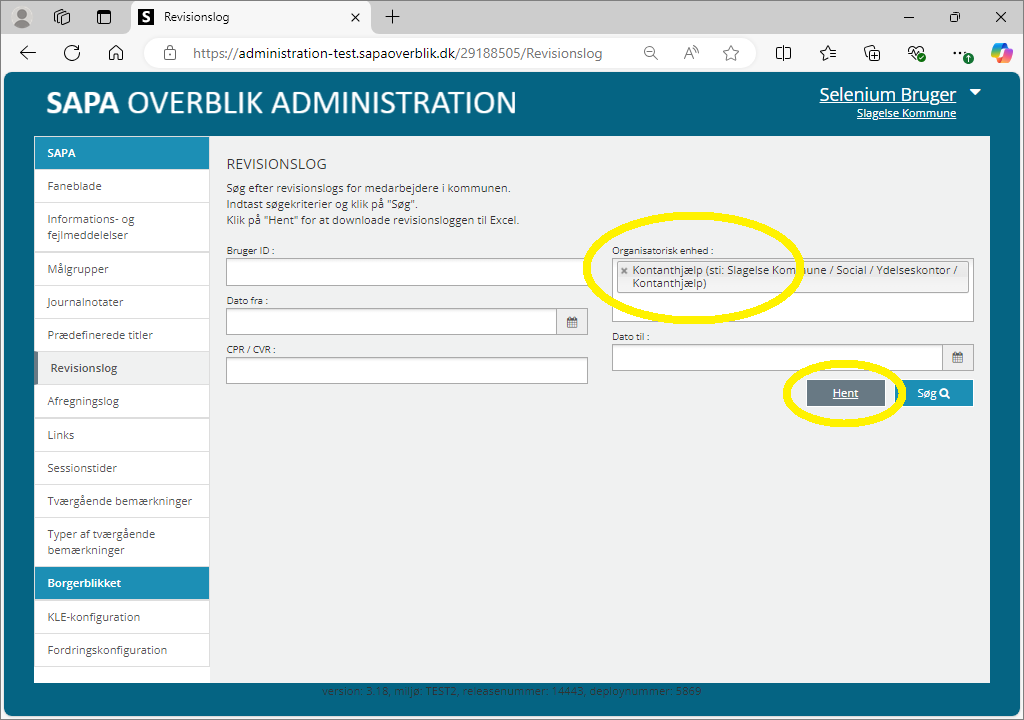 Revisionslog
https://administration-test.sapaoverblik.dk/29188505/Revisionslog
SAPA OVERBLIK ADMINISTRATION
Selenium Bruger
Slagelse Kommune
SAPA
Faneblade
Informations- og
fejlmeddelelser
Målgrupper
Journalnotater
Prædefinerede titler
Revisionslog
Afregningslog
Links
Sessionstider
Tværgående bemærkninger
Typer af tværgående
bemærkninger
Borgerblikket
KLE-konfiguration
Fordringskonfiguration
REVISIONSLOG
Søg efter revisionslogs for medarbejdere i kommunen.
Indtast søgekriterier og klik på "Søg".
Klik på "Hent" for at downloade revisionsloggen til Excel.
Bruger ID :
Organisatorisk enhed :
× Kontanthjælp (sti: Slagelse Kommune / Social / Ydelseskontor /
Kontanthjælp)
Dato fra :
Dato til :
CPR / CVR :
Hent
Søg
version: 3.18, miljø: TEST2, releasenummer: 14443, deploynummer: 5869